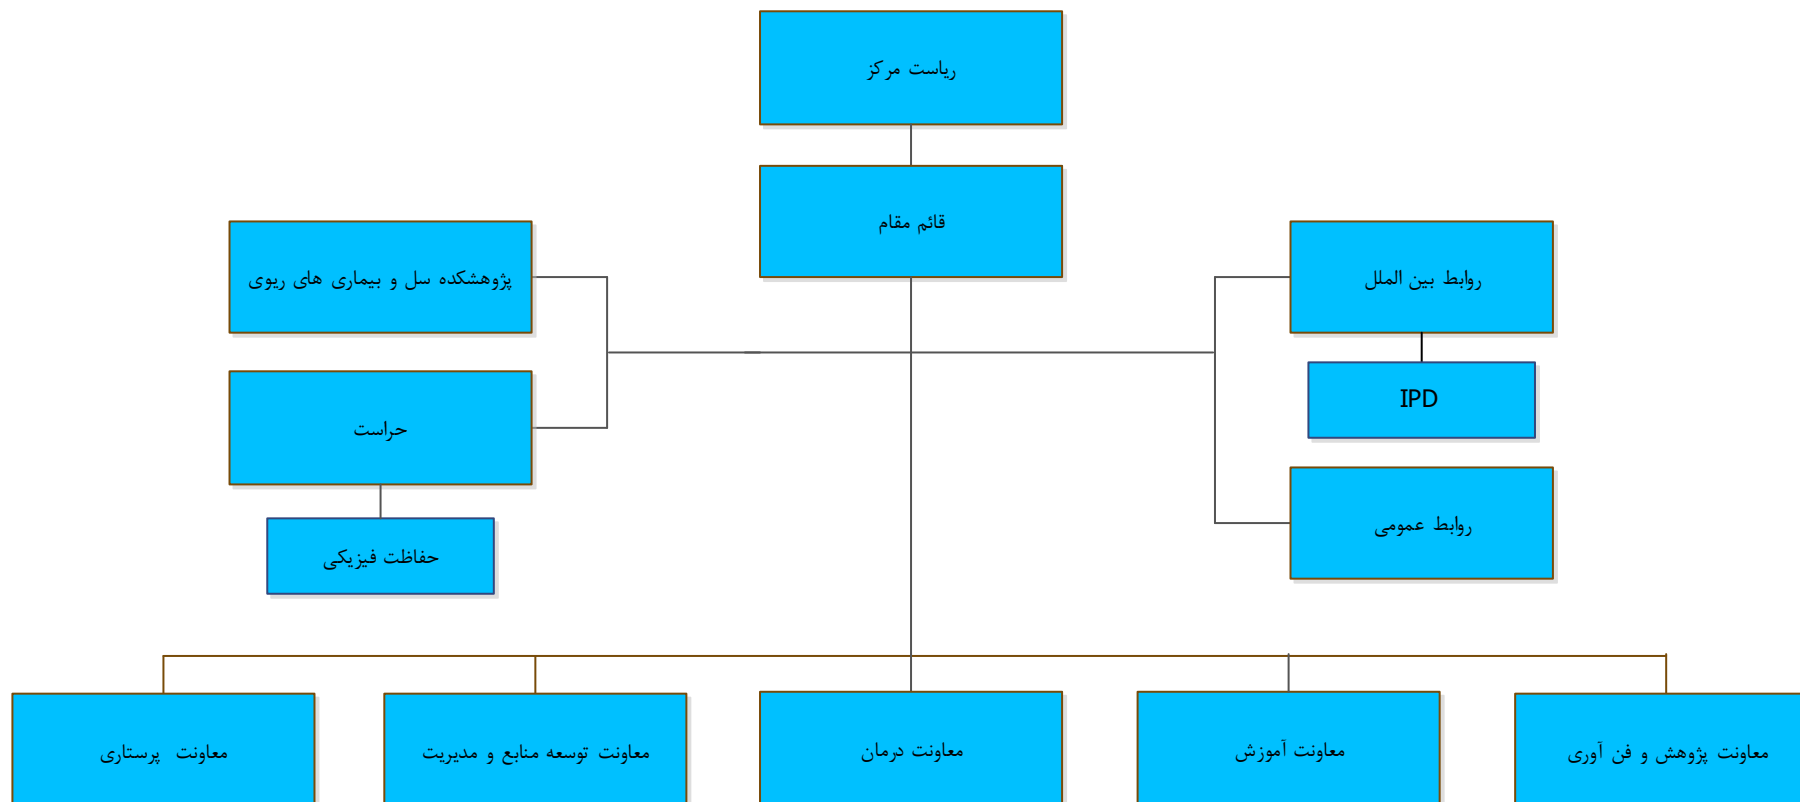 ریاست مرکز
قائم مقام
روابط بین الملل
پژوهشکده سل و بیماری های ریوی
IPD
حراست
روابط عمومی
حفاظت فیزیکی
معاونت پژوهش و فن آوری
معاونت آموزش
معاونت درمان
معاونت توسعه منابع و مدیریت
معاونت پرستاری